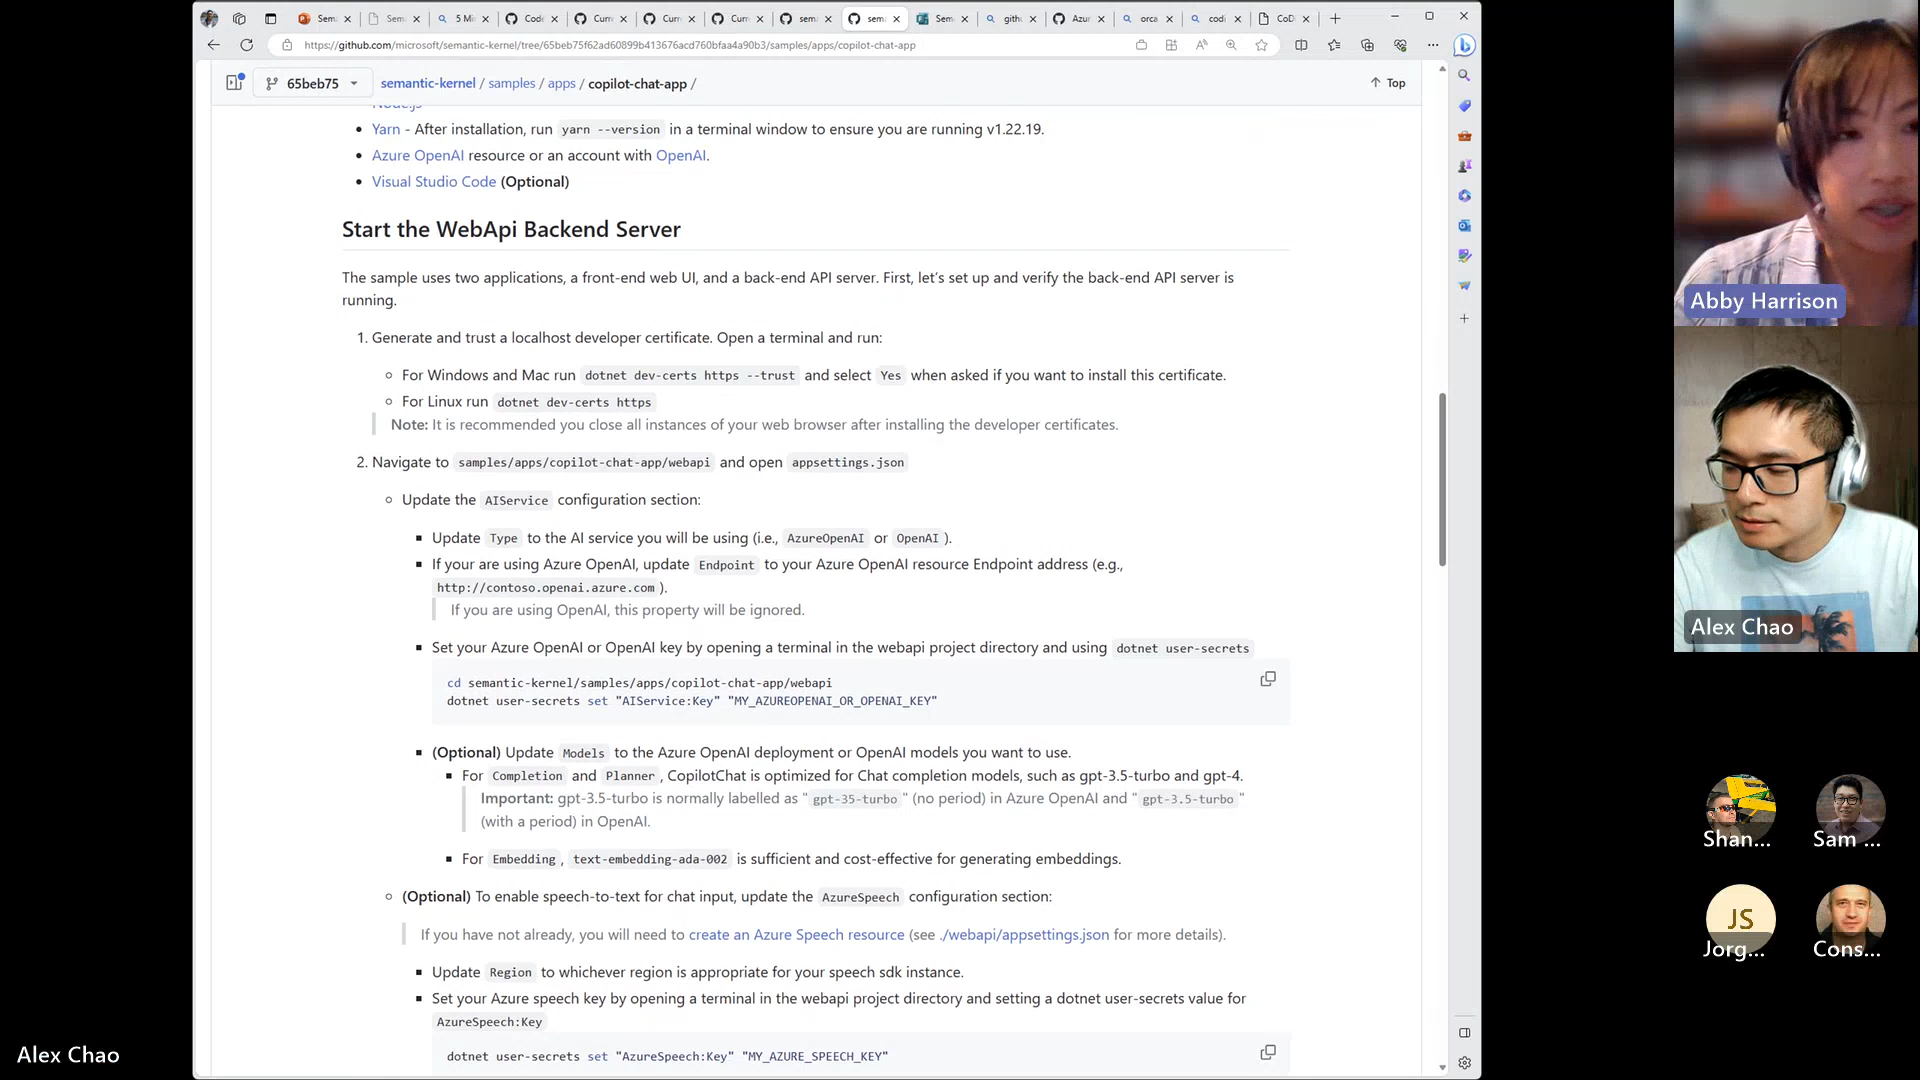 Sem
Sem
5 Mi
Code
Curre
Curre
Curre
sema
sema
Sem
githu
Azur
orca
codi
CoDi
https://github.com/microsoft/semantic-kernel/tree/65beb75f62ad60899b413676acd760bfaa4a90b3/samples/apps/copilot-chat-app
65beb75
semantic-kernel / samples / apps / copilot-chat-app /
Top
Node.js
Yarn - After installation, run yarn --version in a terminal window to ensure you are running v1.22.19.
Azure OpenAI resource or an account with OpenAI.
Visual Studio Code (Optional)
Start the WebApi Backend Server
The sample uses two applications, a front-end web UI, and a back-end API server. First, let's set up and verify the back-end API server is
running.
1. Generate and trust a localhost developer certificate. Open a terminal and run:
For Windows and Mac run dotnet dev-certs https --trust and select Yes when asked if you want to install this certificate.
For Linux run dotnet dev-certs https
Note: It is recommended you close all instances of your web browser after installing the developer certificates.
2. Navigate to samples/apps/copilot-chat-app/webapi and open appsettings.json
Update the AIService configuration section:
Update Type to the AI service you will be using (i.e., AzureOpenAI or OpenAI ).
If your are using Azure OpenAI, update Endpoint to your Azure OpenAI resource Endpoint address (e.g.,
http://contoso.openai.azure.com ).
If you are using OpenAI, this property will be ignored.
Set your Azure OpenAI or OpenAI key by opening a terminal in the webapi project directory and using dotnet user-secrets
cd semantic-kernel/samples/apps/copilot-chat-app/webapi
dotnet user-secrets set "AIService:Key" "MY_AZUREOPENAI_OR_OPENAI_KEY"
(Optional) Update Models to the Azure OpenAI deployment or OpenAI models you want to use.
For Completion and Planner , CopilotChat is optimized for Chat completion models, such as gpt-3.5-turbo and gpt-4.
Important: gpt-3.5-turbo is normally labelled as " gpt-35-turbo " (no period) in Azure OpenAI and " gpt-3.5-turbo "
(with a period) in OpenAI.
For Embedding , text-embedding-ada-002 is sufficient and cost-effective for generating embeddings.
(Optional) To enable speech-to-text for chat input, update the AzureSpeech configuration section:
If you have not already, you will need to create an Azure Speech resource (see ./webapi/appsettings.json for more details).
Update Region to whichever region is appropriate for your speech sdk instance.
Set your Azure speech key by opening a terminal in the webapi project directory and setting a dotnet user-secrets value for
AzureSpeech:Key
dotnet user-secrets set "AzureSpeech:Key" "MY_AZURE_SPEECH_KEY"
Abby Harrison
Alex Chao
Shan...
Sam ...
JS
Jorg...
Cons...
Alex Chao